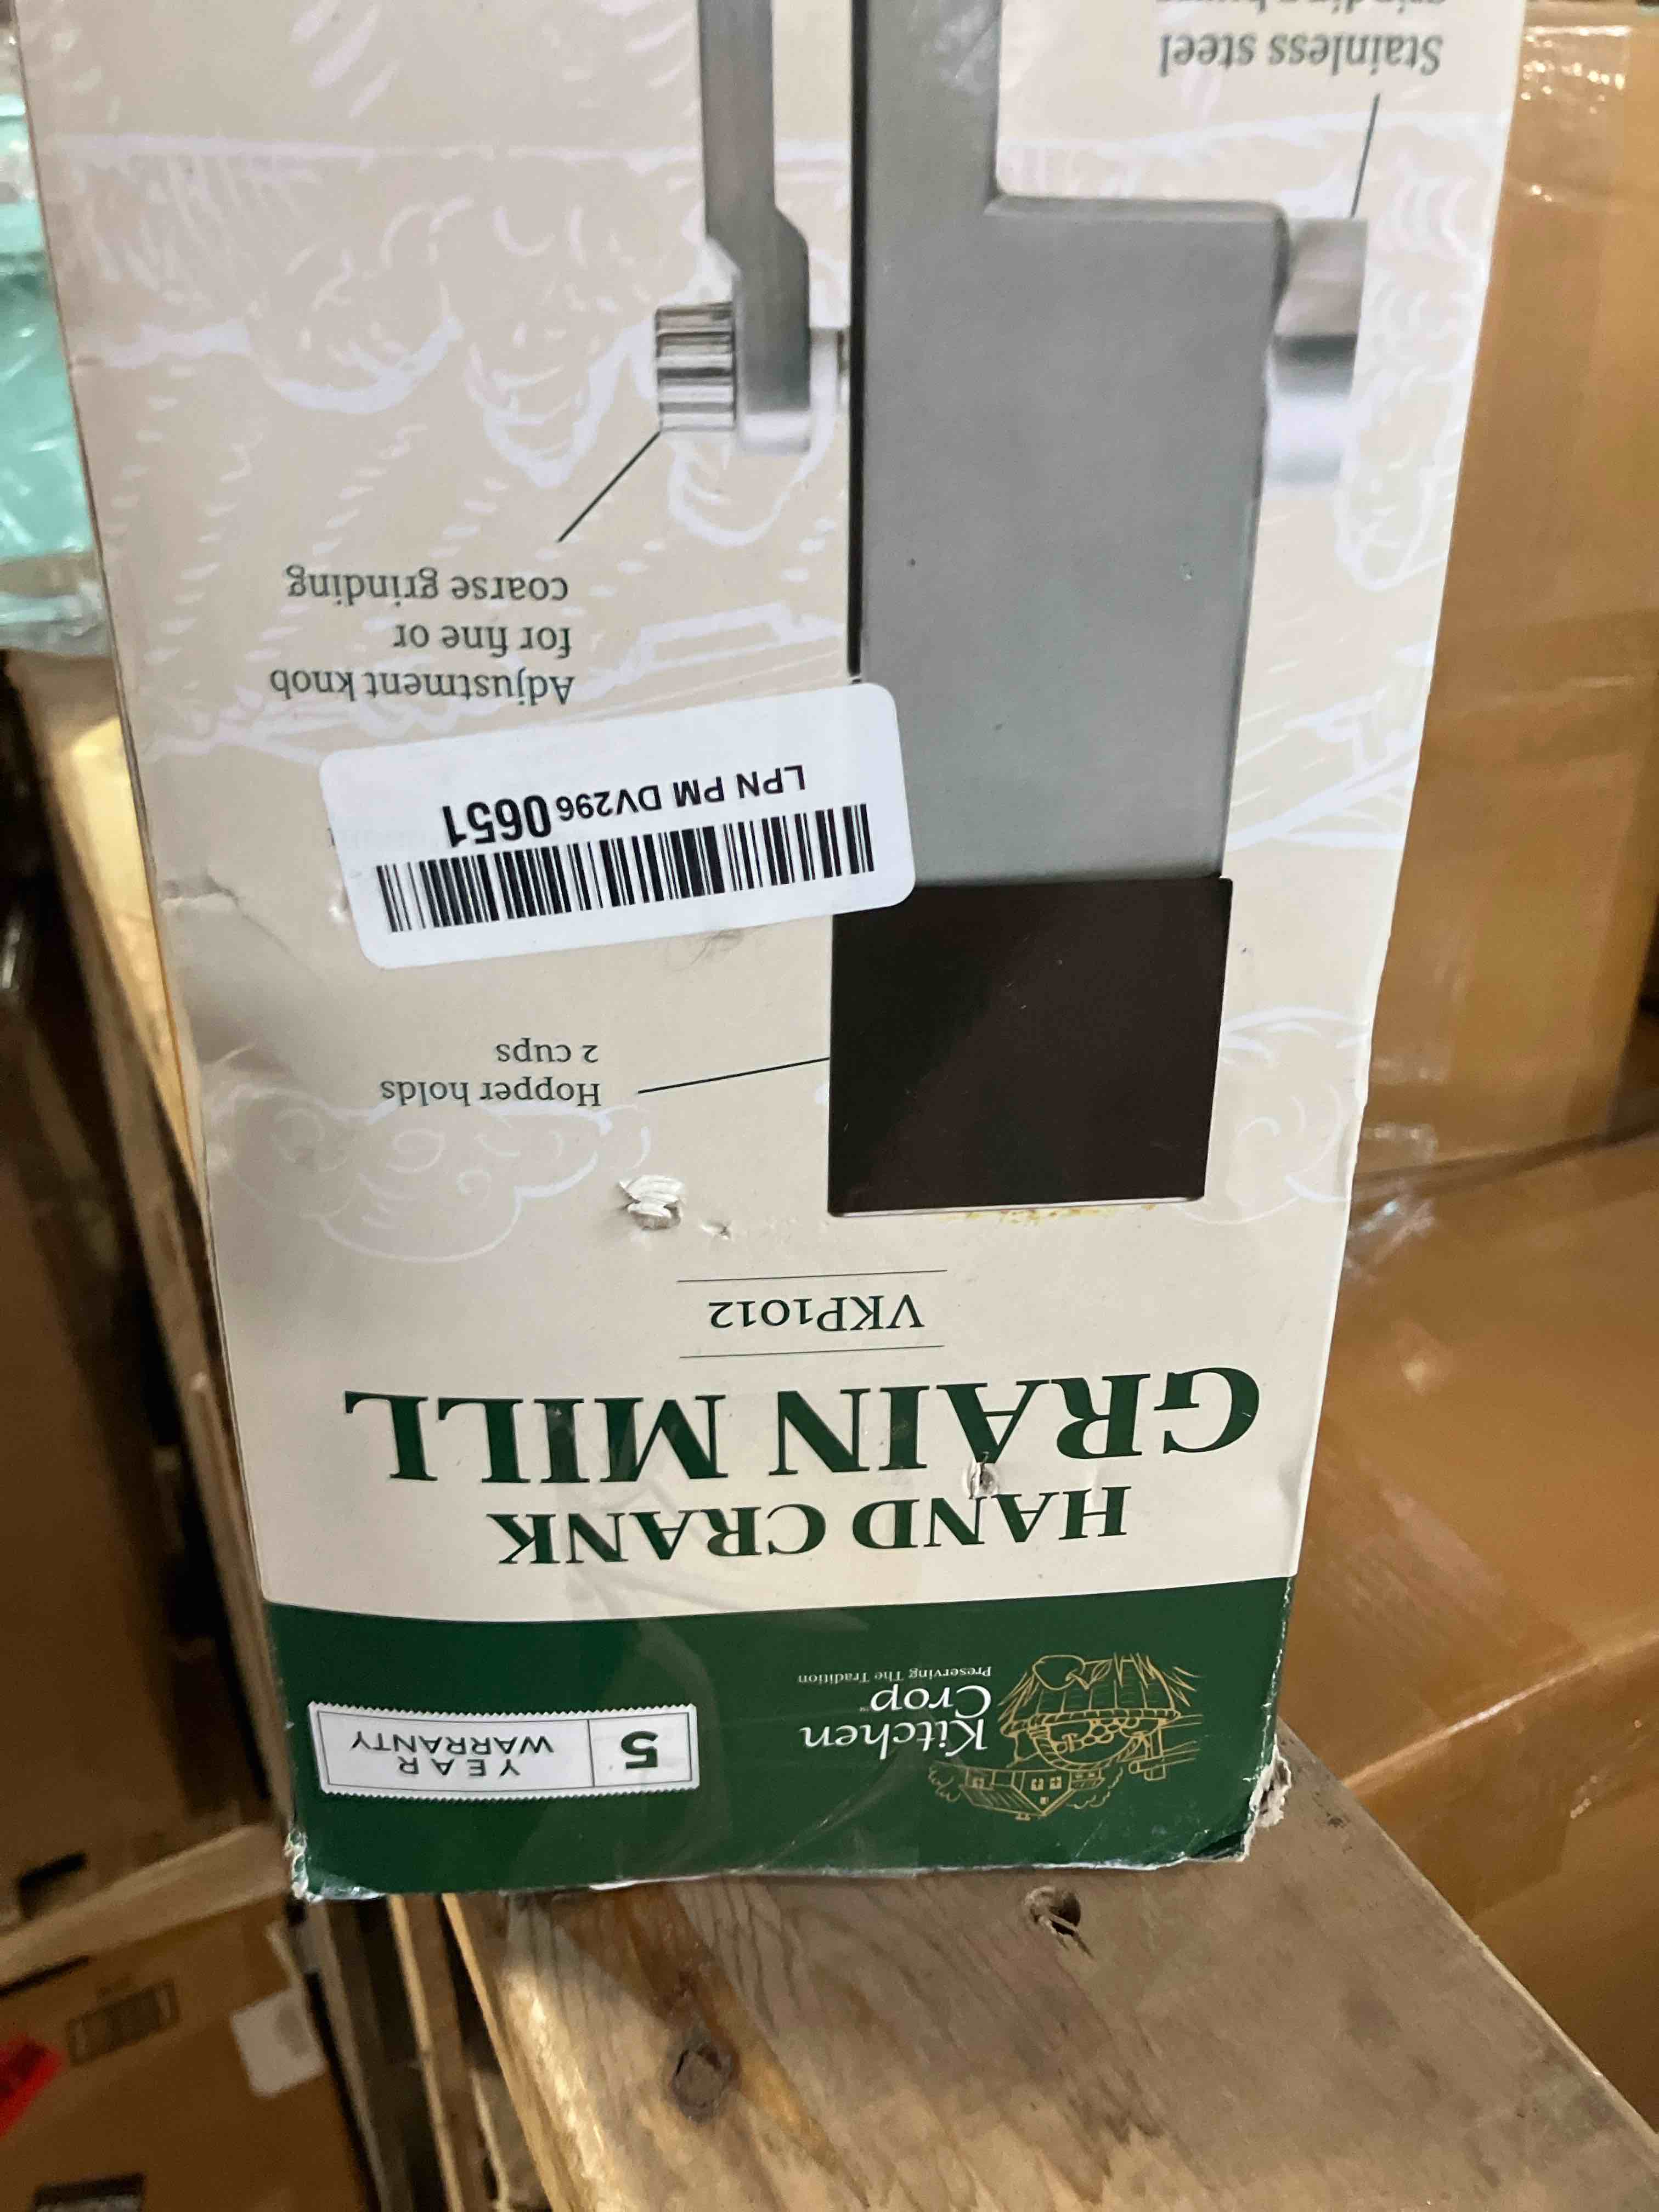 Kitchen
Crop™
Preserving The Tradition
5
YEAR
WARRANTY
HAND CRANK
GRAIN MILL
VKP1012
Hopper holds
2 cups
LPN PM DV296 0651
Adjustment knob
for fine or
coarse grinding
Stainless steel